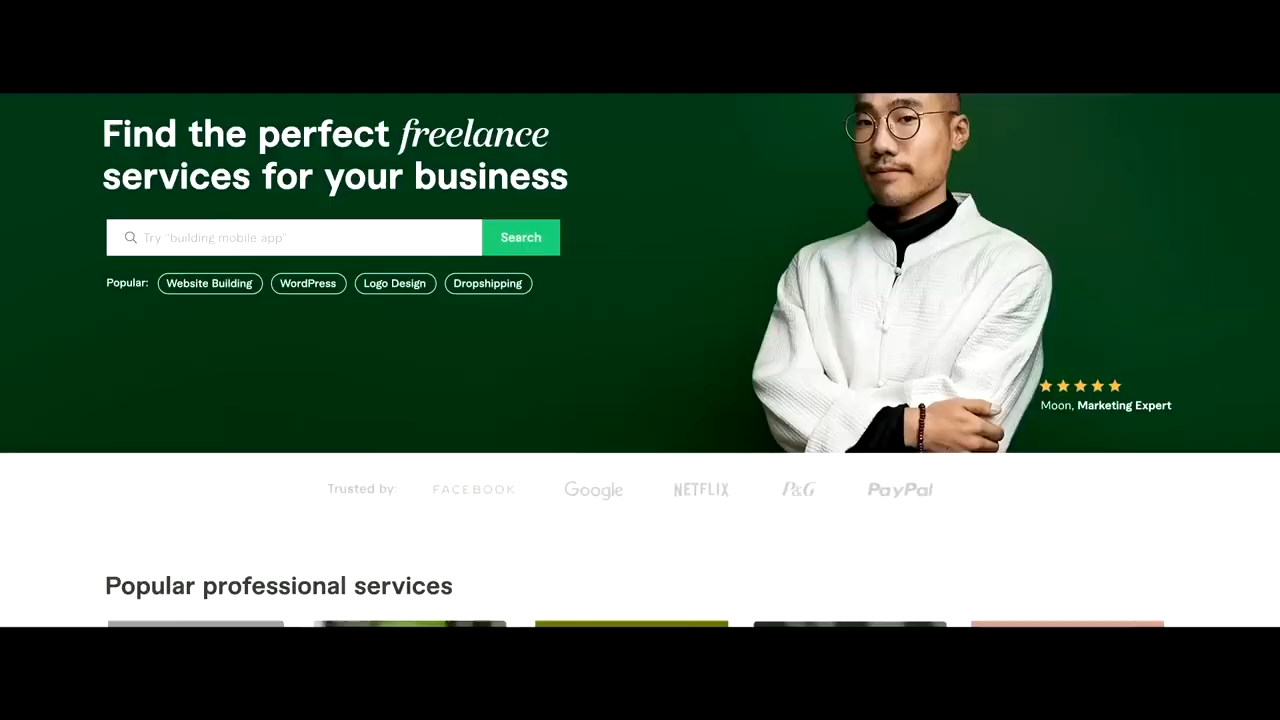 Find the perfect freelance
services for your business
Try "building mobile app"
Search
Popular:
Website Building
WordPress
Logo Design
Dropshipping
Moon, Marketing Expert
Trusted by:
FACEBOOK
Google
NETFLIX
P&G
PayPal
Popular professional services